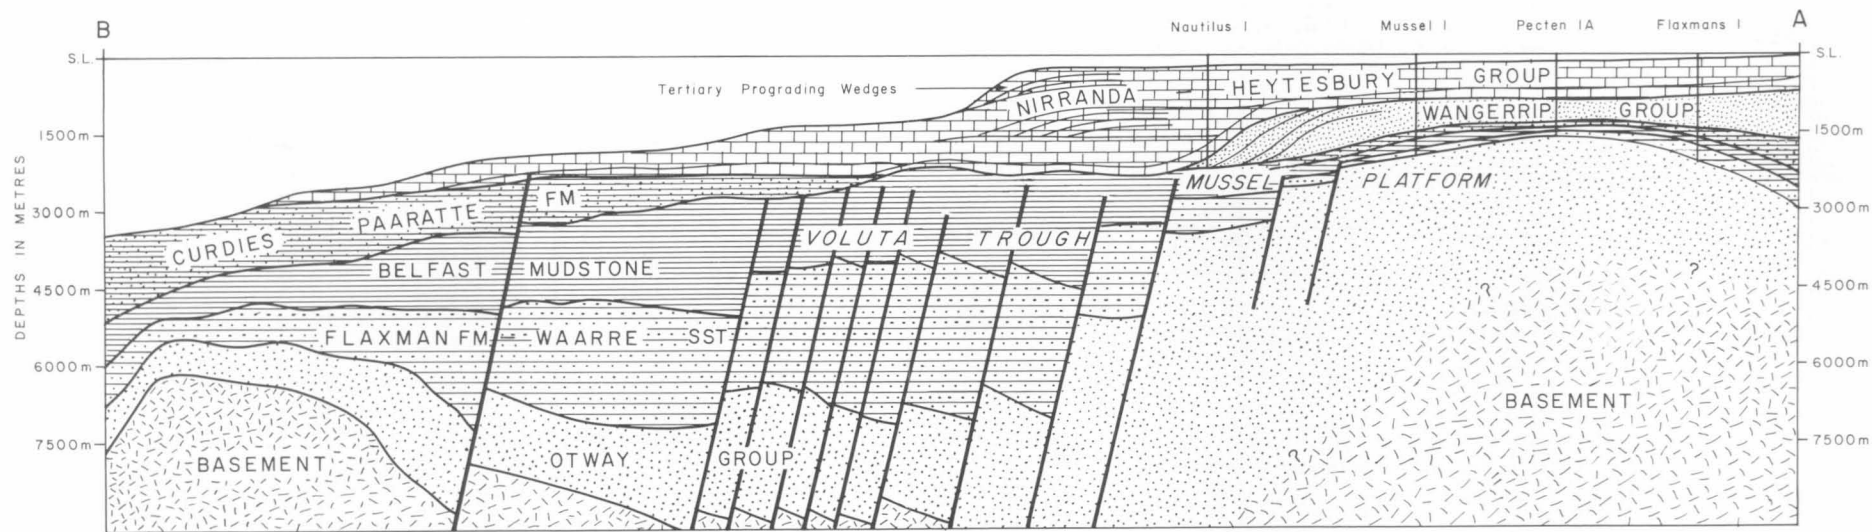 B
A
Nautilus 1
Mussel 1
Pecten 1A
Flaxmans 1
S.L.
S.L.
Tertiary Prograding Wedges
NIRRANDA - HEYTESBURY GROUP
WANGERRIP GROUP
1500m
1500m
MUSSEL PLATFORM
DEPTHS IN METRES
3000m
3000m
CURDIES PAARATTE FM
VOLUTA TROUGH
BELFAST MUDSTONE
?
?
4500m
4500m
FLAXMAN FM - WAARRE SST
6000m
6000m
BASEMENT
7500m
7500m
BASEMENT
OTWAY GROUP
?